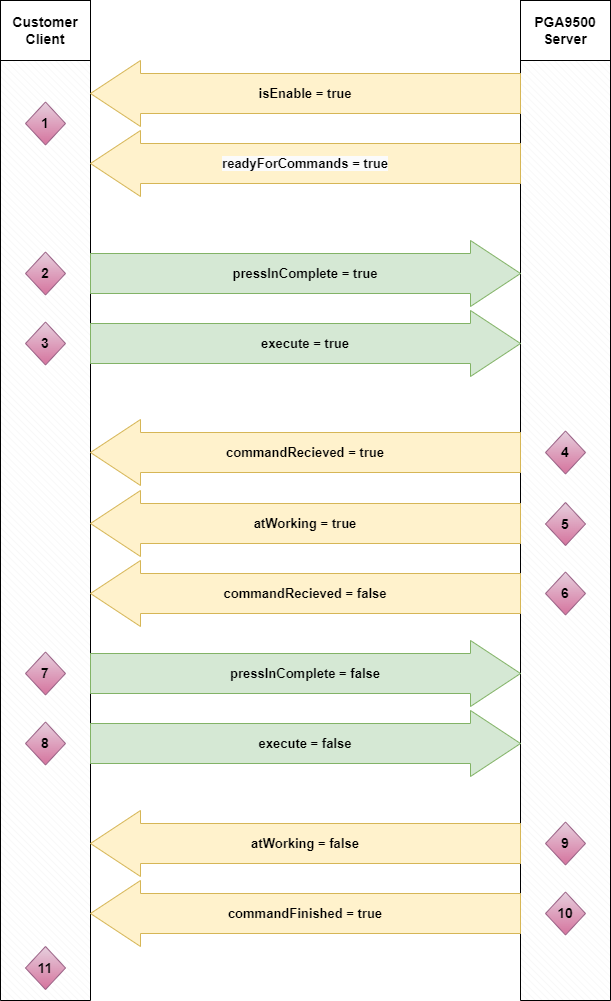 Customer
Client
PGA9500
Server
isEnable = true
1
readyForCommands = true
2
pressInComplete = true
3
execute = true
commandRecieved = true
4
atWorking = true
5
commandRecieved = false
6
7
pressInComplete = false
8
execute = false
atWorking = false
9
commandFinished = true
10
11